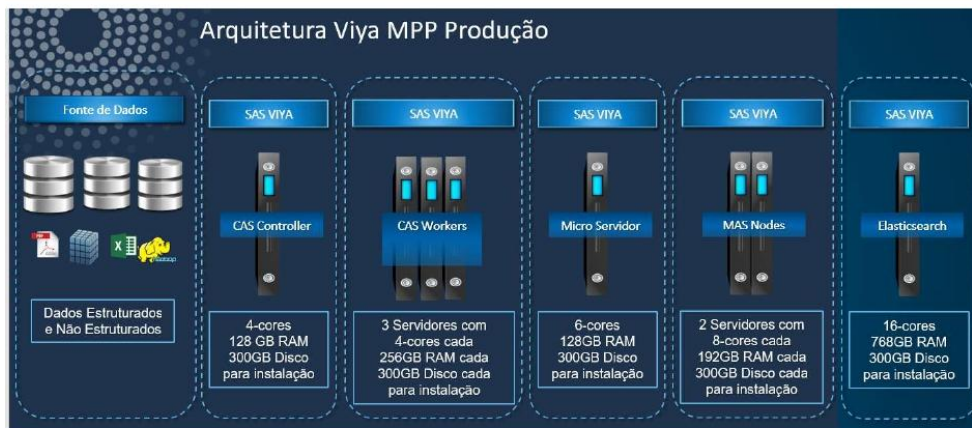 Arquitetura Viya MPP Produção
Fonte de Dados
PDF
X
hadoop
Dados Estruturados
e Não Estruturados
SAS VIYA
CAS Controller
4-cores
128 GB RAM
300GB Disco
para instalação
SAS VIYA
CAS Workers
3 Servidores com
4-cores cada
256GB RAM cada
300GB Disco cada
para instalação
SAS VIYA
Micro Servidor
6-cores
128GB RAM
300GB Disco
para instalação
SAS VIYA
MAS Nodes
2 Servidores com
8-cores cada
192GB RAM cada
300GB Disco cada
para instalação
SAS VIYA
Elasticsearch
16-cores
768GB RAM
300GB Disco
para instalação